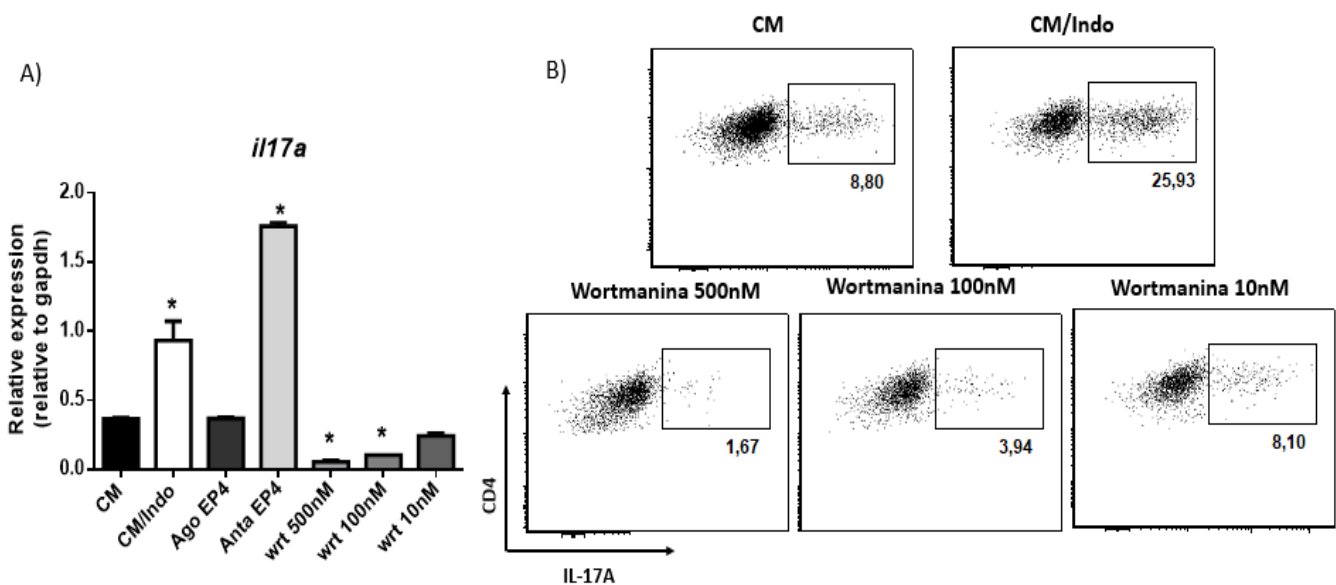 A)
il17a
Relative expression
(relative to gapdh)
2.0
1.5
1.0
0.5
0.0
*
*
*
*
CM
CM/Indo
Ago EP4
Anta EP4
wrt 500nM
wrt 100nM
wrt 10nM
B)
CM
CM/Indo
8,80
25,93
Wortmanina 500nM
Wortmanina 100nM
Wortmanina 10nM
1,67
3,94
8,10
CD4
IL-17A